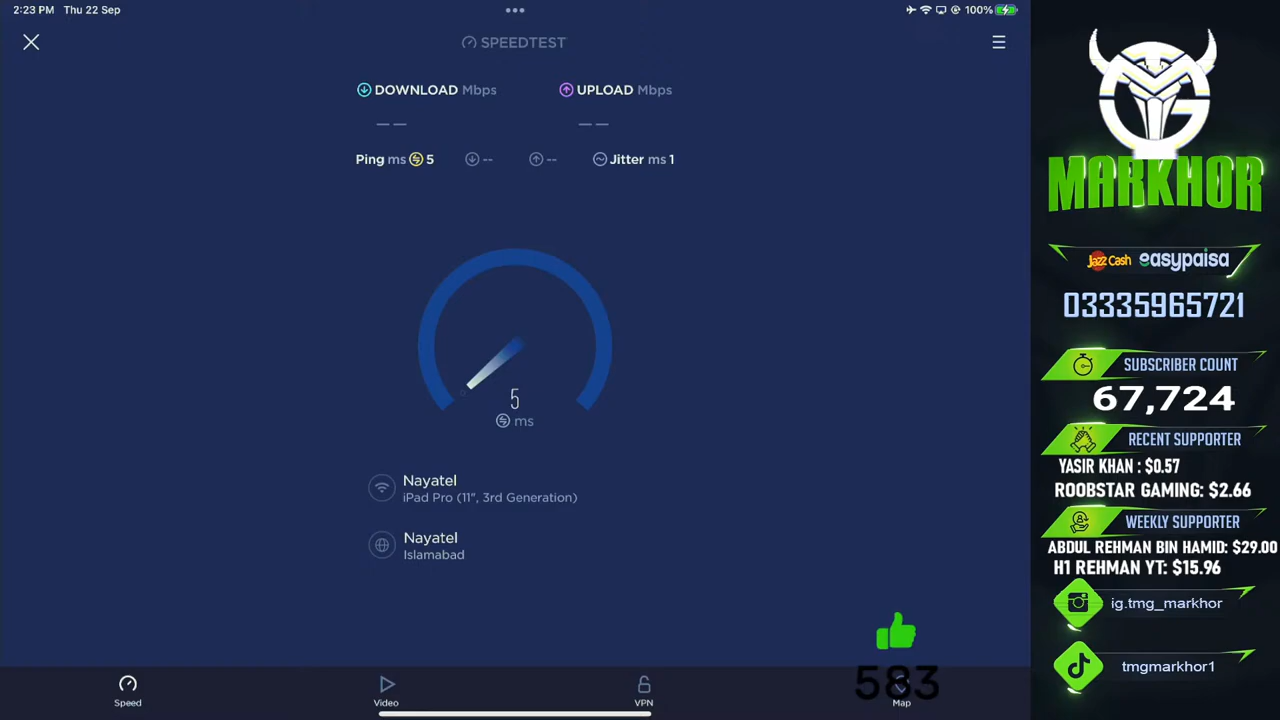 2:23 PM Thu 22 Sep
100%
SPEEDTEST
DOWNLOAD Mbps
UPLOAD Mbps
— —
— —
Ping ms 5
--
--
Jitter ms 1
5
ms
Nayatel
iPad Pro (11", 3rd Generation)
Nayatel
Islamabad
583
Speed
Video
VPN
Map
MARKHOR
Jazz Cash easypaisa
03335965721
SUBSCRIBER COUNT
67,724
RECENT SUPPORTER
YASIR KHAN : $0.57
ROOBSTAR GAMING: $2.66
WEEKLY SUPPORTER
ABDUL REHMAN BIN HAMID: $29.00
H1 REHMAN YT: $15.96
ig.tmg_markhor
tmgmarkhor1